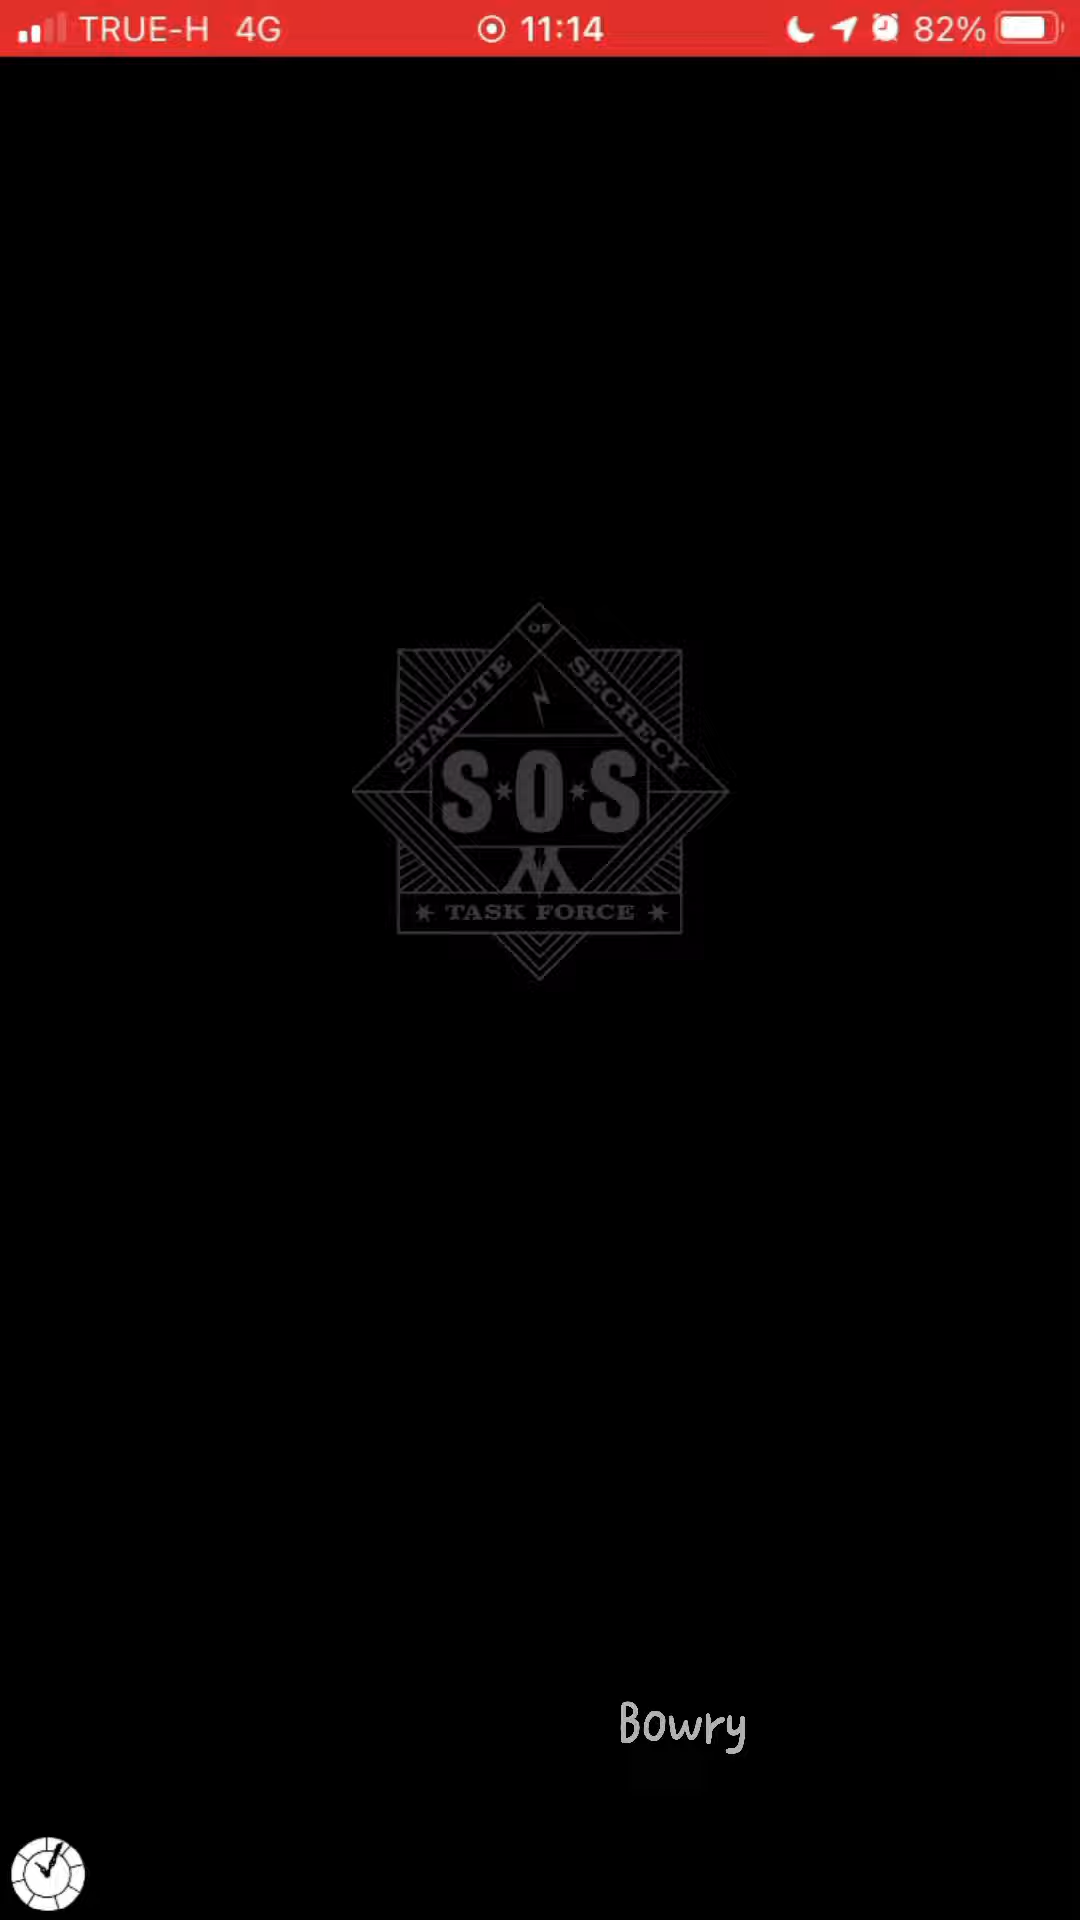 TRUE-H 4G 11:14 82%
OF
STATUTE SECRECY
S*O*S
M
* TASK FORCE *
Bowry